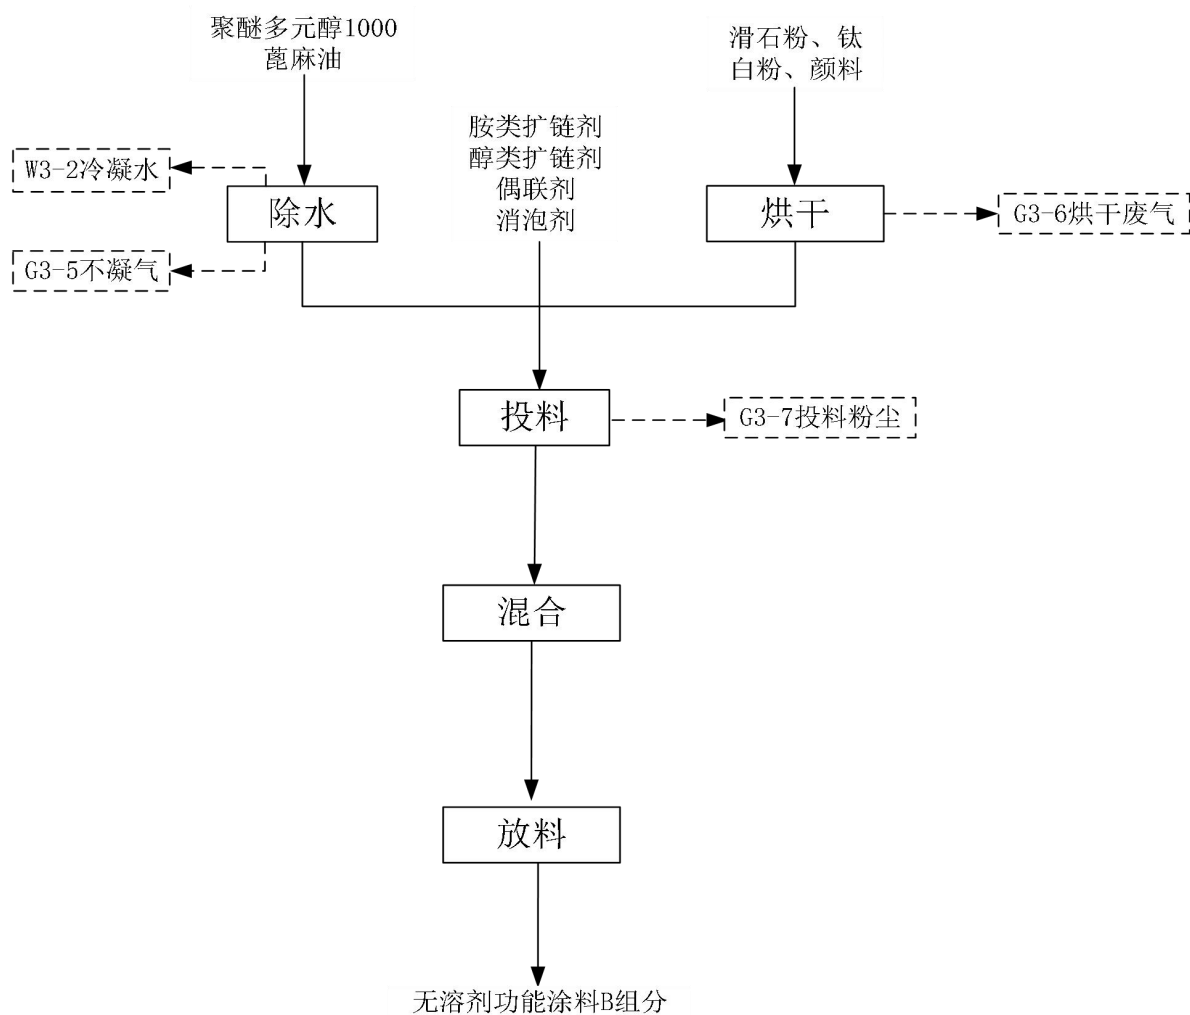 聚醚多元醇1000
蓖麻油
滑石粉、钛
白粉、颜料
胺类扩链剂
醇类扩链剂
偶联剂
消泡剂
W3-2冷凝水
除水
烘干
G3-6烘干废气
G3-5不凝气
投料
G3-7投料粉尘
混合
放料
无溶剂功能涂料B组分